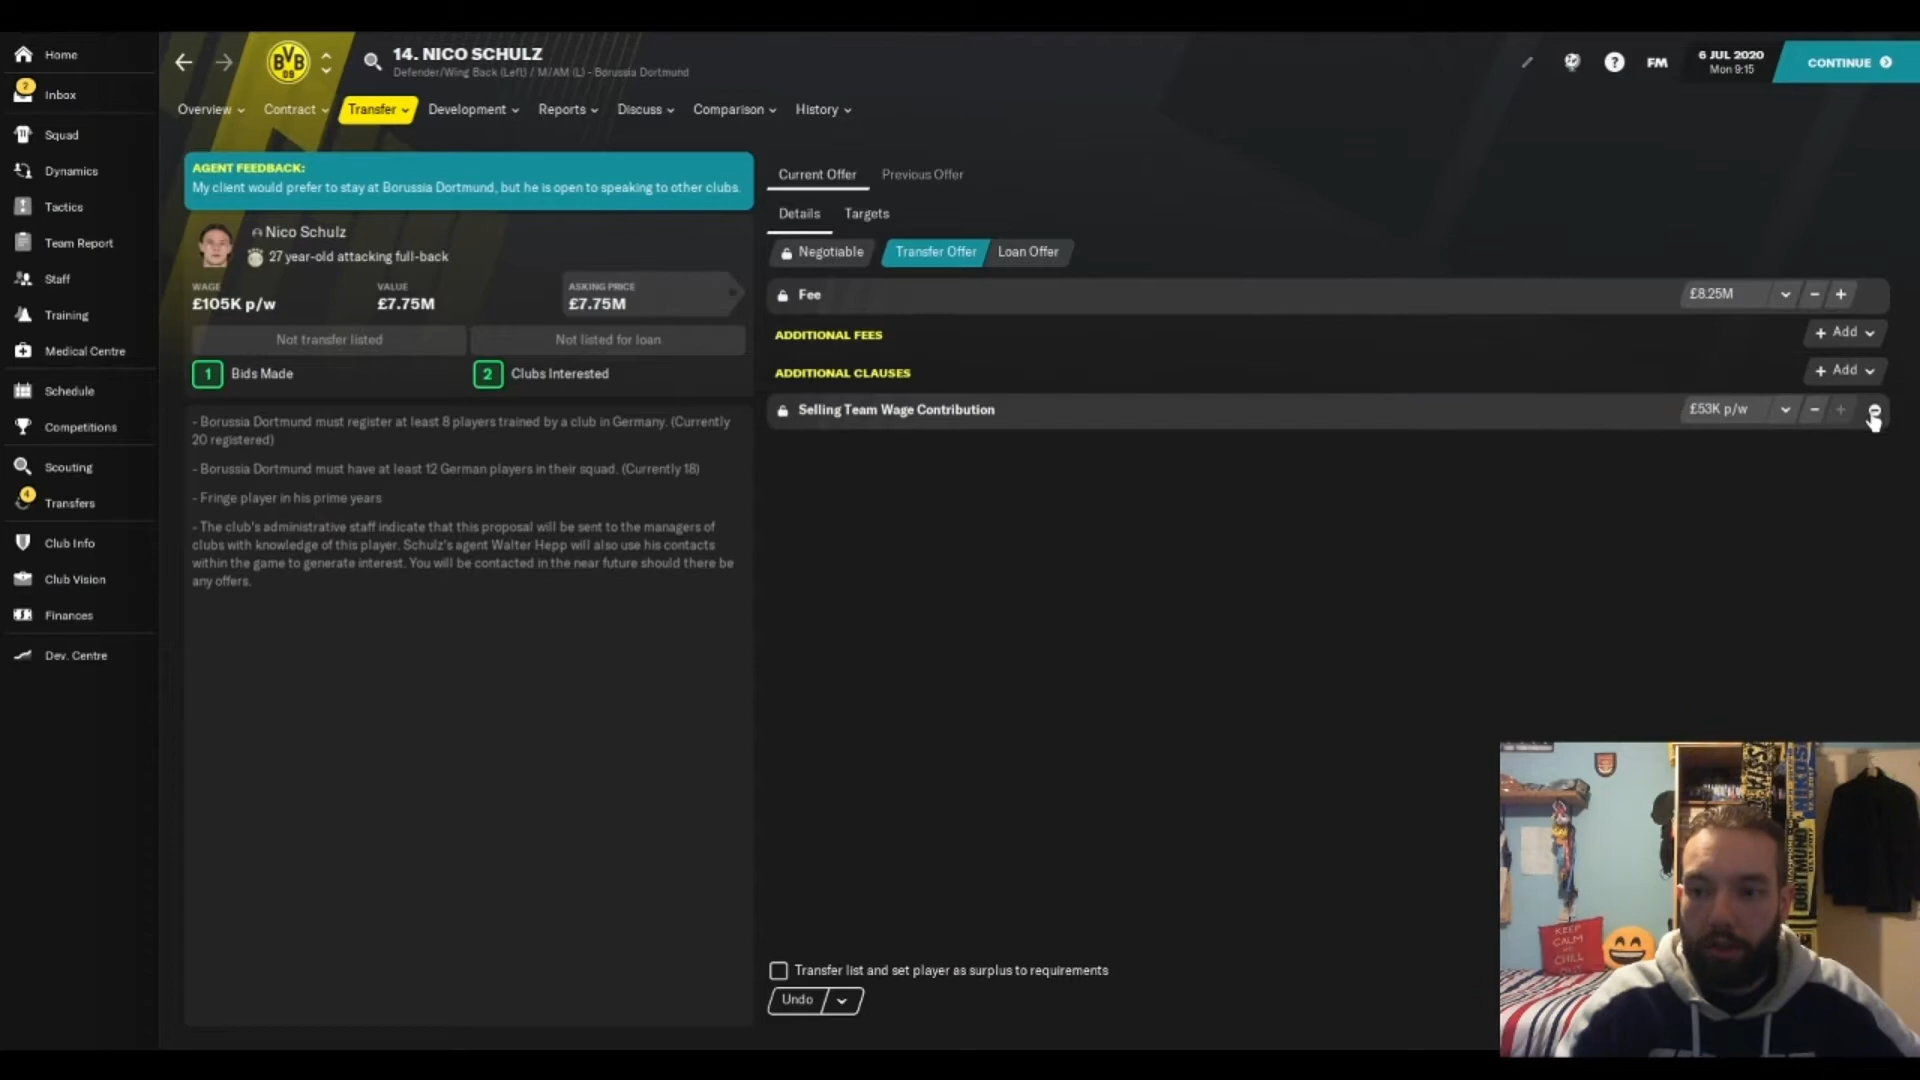 Home
2
Inbox
Squad
Dynamics
Tactics
Team Report
Staff
Training
Medical Centre
Schedule
Competitions
Scouting
4
Transfers
Club Info
Club Vision
Finances
Dev. Centre
BVB
09
14. NICO SCHULZ
Defender/Wing Back (Left) / M/AM (L) - Borussia Dortmund
FM
6 JUL 2020
Mon 9:15
CONTINUE
Overview
Contract
Transfer
Development
Reports
Discuss
Comparison
History
AGENT FEEDBACK:
My client would prefer to stay at Borussia Dortmund, but he is open to speaking to other clubs.
Nico Schulz
27 year-old attacking full-back
WAGE
£105K p/w
VALUE
£7.75M
ASKING PRICE
£7.75M
Not transfer listed
Not listed for loan
1 Bids Made
2 Clubs Interested
- Borussia Dortmund must register at least 8 players trained by a club in Germany. (Currently
20 registered)
- Borussia Dortmund must have at least 12 German players in their squad. (Currently 18)
- Fringe player in his prime years
- The club's administrative staff indicate that this proposal will be sent to the managers of
clubs with knowledge of this player. Schulz's agent Walter Hepp will also use his contacts
within the game to generate interest. You will be contacted in the near future should there be
any offers.
Current Offer
Previous Offer
Details
Targets
Negotiable
Transfer Offer
Loan Offer
Fee
£8.25M
ADDITIONAL FEES
+ Add
ADDITIONAL CLAUSES
+ Add
Selling Team Wage Contribution
£53K p/w
Transfer list and set player as surplus to requirements
Undo
KEEP
CALM
AND
CHILL
OUT
DORTMUND